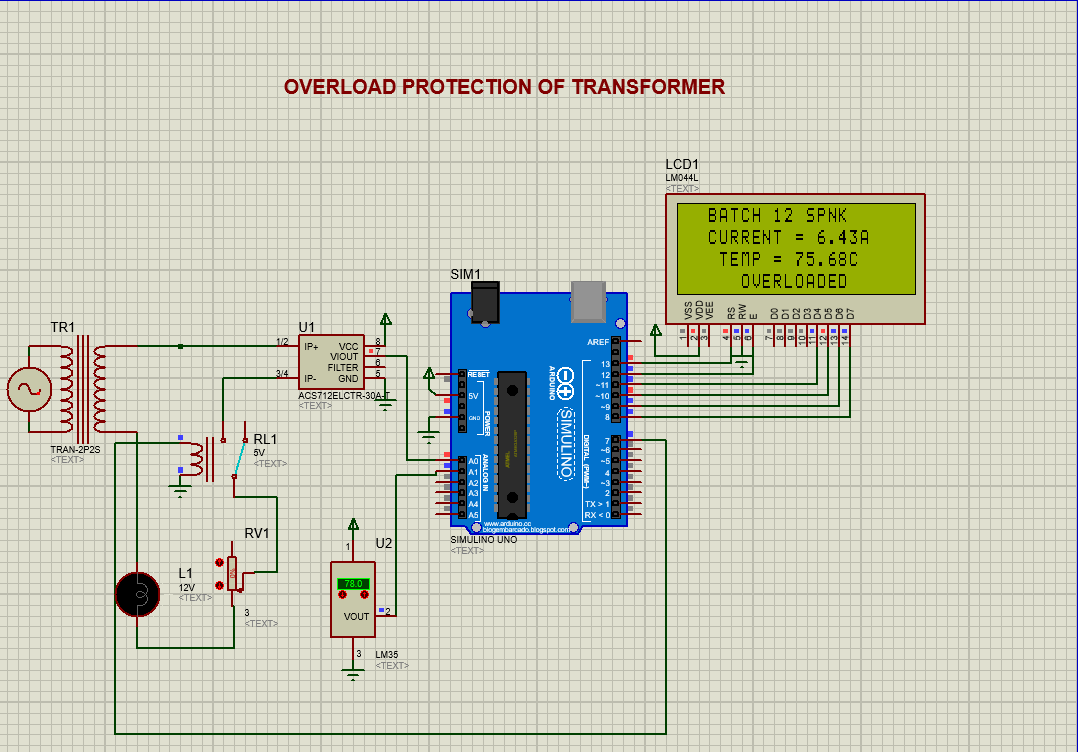 OVERLOAD PROTECTION OF TRANSFORMER
LCD1
LM044L
<TEXT>
BATCH 12 SPNK
CURRENT = 6.43A
TEMP = 75.68C
OVERLOADED
VSS VDD VEE RS RW E D0 D1 D2 D3 D4 D5 D6 D7
1 2 3 4 5 6 7 8 9 10 11 12 13 14
SIM1
TR1
TRAN-2P2S
<TEXT>
U1
1/2 IP+ VCC 8
VIOUT 7
FILTER 6
3/4 IP- GND 5
ACS712ELCTR-30A-T
<TEXT>
RL1
5V
<TEXT>
RESET
5V
GND
POWER
A0
A1
A2
A3
A4
A5
ANALOG IN
ARDUINO
SIMULINO
AREF
13
12
~11
~10
~9
8
DIGITAL (PWM~)
7
~6
~5
4
~3
2
TX > 1
RX < 0
www.arduino.cc
blogembarcado.blogspot.com
SIMULINO UNO
<TEXT>
RV1
3
<TEXT>
L1
12V
<TEXT>
U2
1
78.0
VOUT 2
3
LM35
<TEXT>